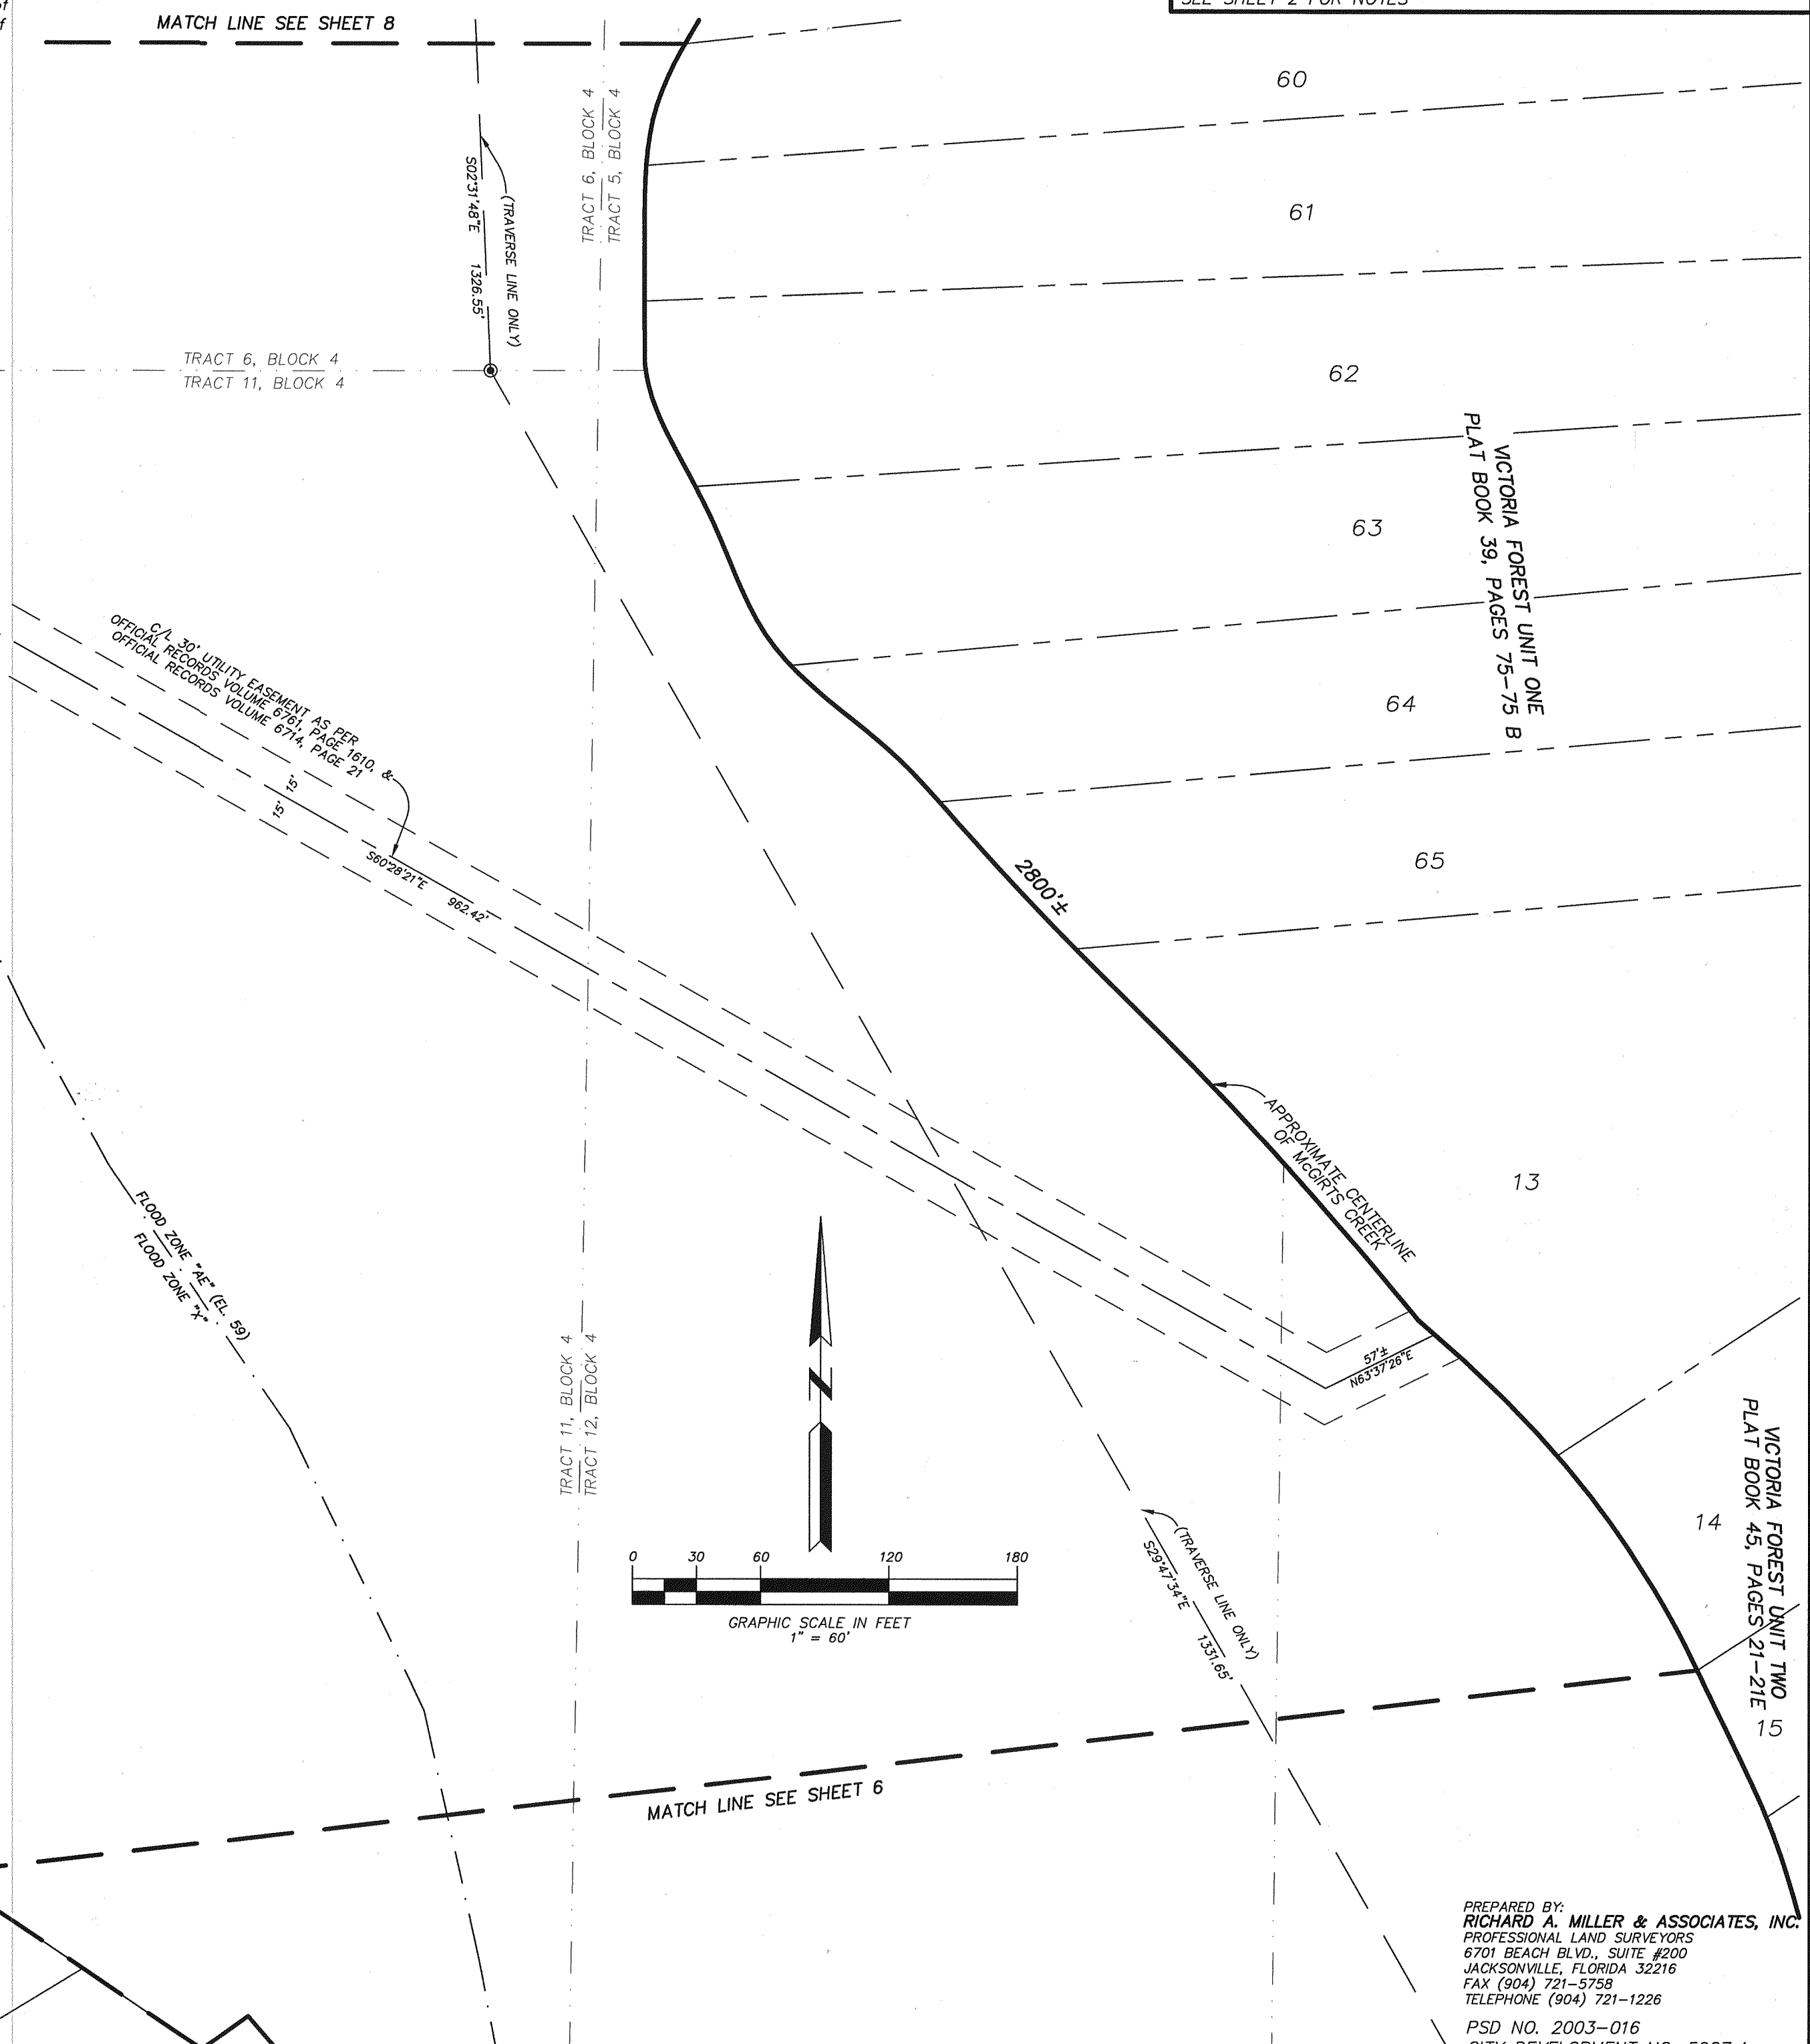 MATCH LINE SEE SHEET 8
SEE SHEET 2 FOR NOTES
60
TRACT 6, BLOCK 4
TRACT 5, BLOCK 4
S02°31'48"E 1326.55'
(TRAVERSE LINE ONLY)
61
TRACT 6, BLOCK 4
TRACT 11, BLOCK 4
62
VICTORIA FOREST UNIT ONE
PLAT BOOK 39, PAGES 75-75 B
63
C/L 30' UTILITY EASEMENT AS PER
OFFICIAL RECORDS VOLUME 6761, PAGE 1610, &
OFFICIAL RECORDS VOLUME 6714, PAGE 21
64
15'
15'
S60°28'21"E 962.42'
65
2800'±
APPROXIMATE CENTERLINE
OF McGIRTS CREEK
13
FLOOD ZONE "AE" (EL. 59)
FLOOD ZONE "X"
57'±
N63°37'26"E
TRACT 11, BLOCK 4
TRACT 12, BLOCK 4
N
VICTORIA FOREST UNIT TWO
PLAT BOOK 45, PAGES 21-21E
14
(TRAVERSE LINE ONLY)
S29°47'34"E 1331.65'
0 30 60 120 180
GRAPHIC SCALE IN FEET
1" = 60'
15
MATCH LINE SEE SHEET 6
PREPARED BY:
RICHARD A. MILLER & ASSOCIATES, INC.
PROFESSIONAL LAND SURVEYORS
6701 BEACH BLVD., SUITE #200
JACKSONVILLE, FLORIDA 32216
FAX (904) 721-5758
TELEPHONE (904) 721-1226
PSD NO. 2003-016